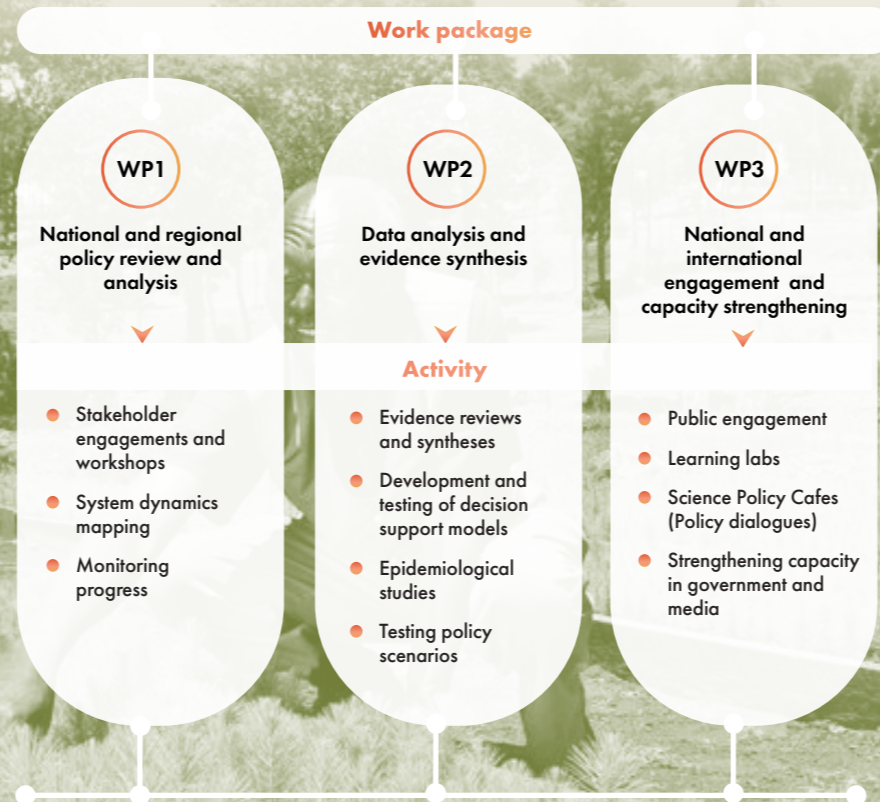 Work package
WP1
National and regional
policy review and
analysis
WP2
Data analysis and
evidence synthesis
WP3
National and
international
engagement and
capacity strengthening
Activity
Stakeholder
engagements and
workshops
System dynamics
mapping
Monitoring
progress
Evidence reviews
and syntheses
Development and
testing of decision
support models
Epidemiological
studies
Testing policy
scenarios
Public engagement
Learning labs
Science Policy Cafes
(Policy dialogues)
Strengthening capacity
in government and
media